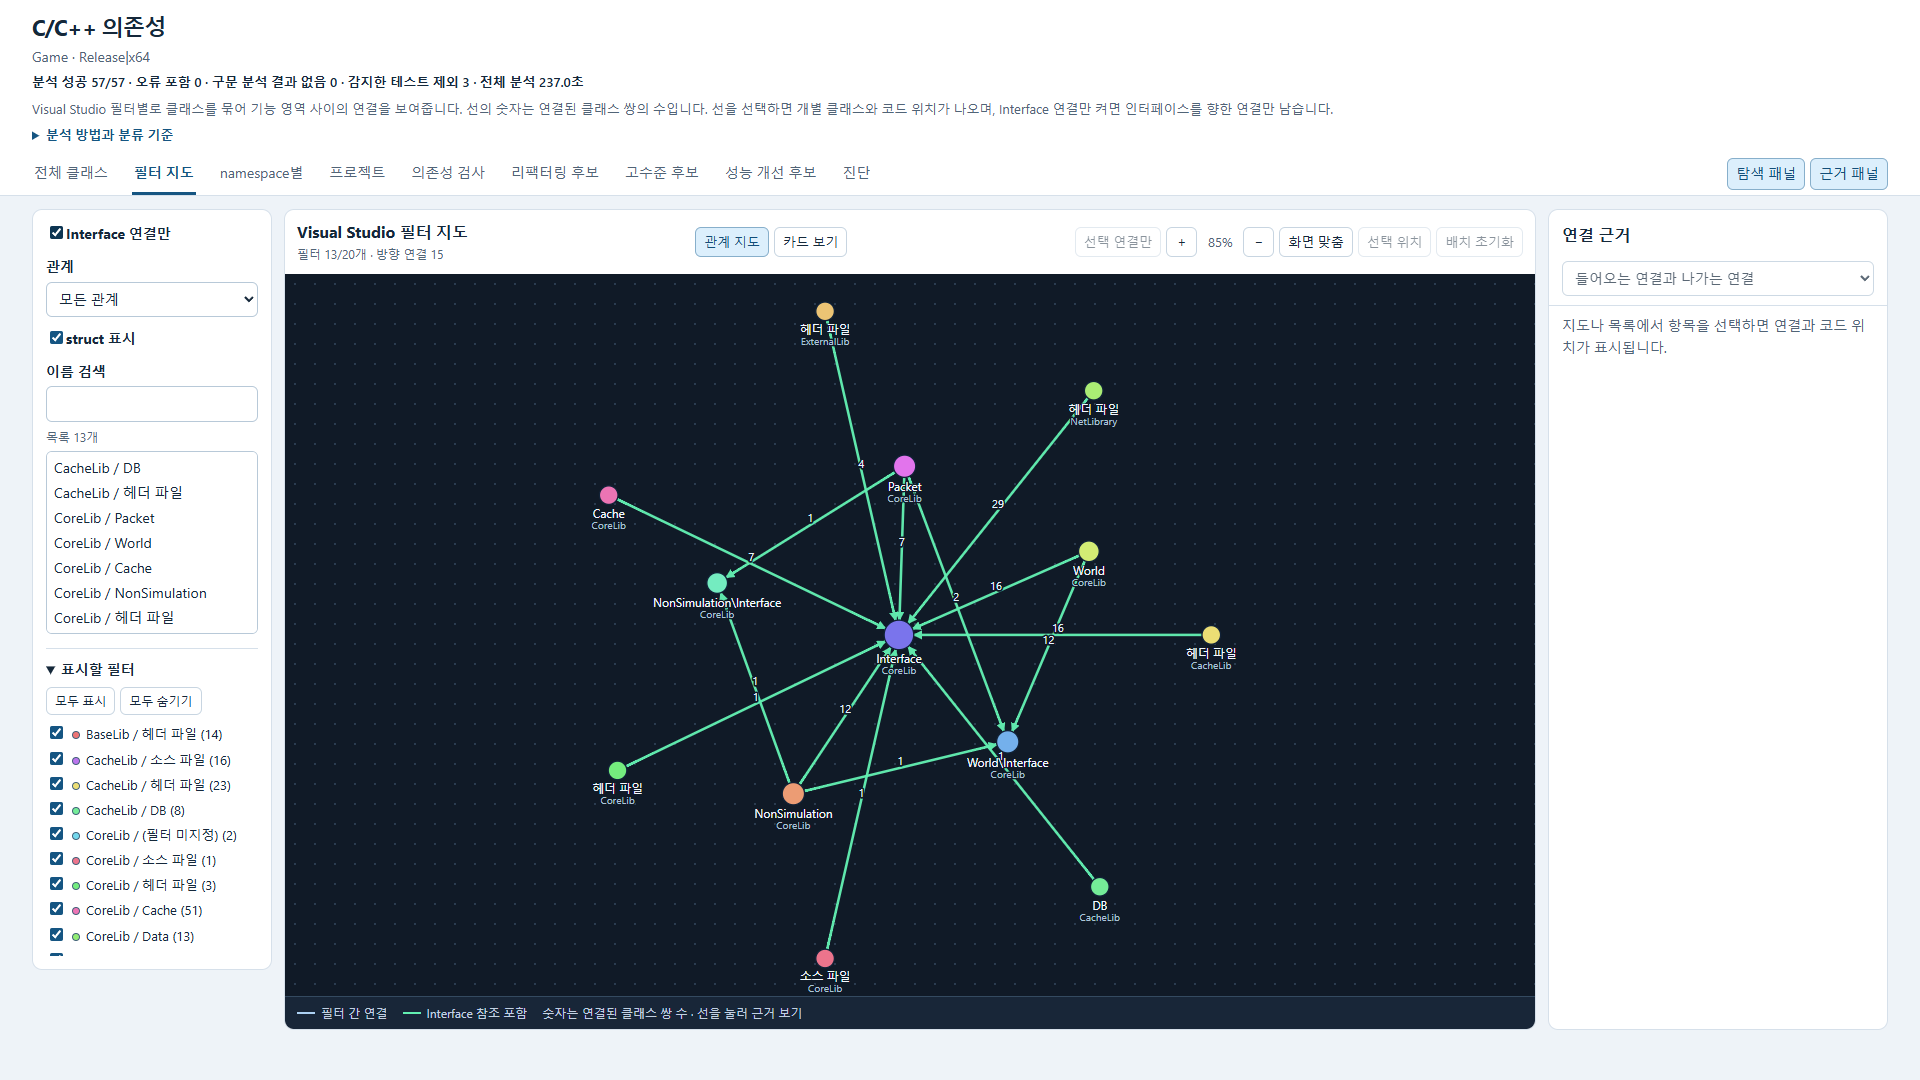 C/C++ 의존성
Game · Release|x64
분석 성공 57/57 · 오류 포함 0 · 구문 분석 결과 없음 0 · 감지한 테스트 제외 3 · 전체 분석 237.0초
Visual Studio 필터별로 클래스를 묶어 기능 영역 사이의 연결을 보여줍니다. 선의 숫자는 연결된 클래스 쌍의 수입니다. 선을 선택하면 개별 클래스와 코드 위치가 나오며, Interface 연결만 켜면 인터페이스를 향한 연결만 남습니다.
▶ 분석 방법과 분류 기준
전체 클래스 필터 지도 namespace별 프로젝트 의존성 검사 리팩터링 후보 고수준 후보 성능 개선 후보 진단 탐색 패널 근거 패널
Interface 연결만
관계
모든 관계
struct 표시
이름 검색
목록 13개
CacheLib / DB
CacheLib / 헤더 파일
CoreLib / Packet
CoreLib / World
CoreLib / Cache
CoreLib / NonSimulation
CoreLib / 헤더 파일
▼ 표시할 필터
모두 표시 모두 숨기기
BaseLib / 헤더 파일 (14)
CacheLib / 소스 파일 (16)
CacheLib / 헤더 파일 (23)
CacheLib / DB (8)
CoreLib / (필터 미지정) (2)
CoreLib / 소스 파일 (1)
CoreLib / 헤더 파일 (3)
CoreLib / Cache (51)
CoreLib / Data (13)
Visual Studio 필터 지도
필터 13/20개 · 방향 연결 15
관계 지도 카드 보기
선택 연결만 + 85% − 화면 맞춤 선택 위치 배치 초기화
헤더 파일
ExternalLib
헤더 파일
NetLibrary
4
Packet
CoreLib
Cache
CoreLib
29
1
7
7
World
CoreLib
16
2
NonSimulation\Interface
CoreLib
16
12
Interface
CoreLib
헤더 파일
CacheLib
1
1
12
World\Interface
CoreLib
1
1
헤더 파일
CoreLib
NonSimulation
CoreLib
1
DB
CacheLib
소스 파일
CoreLib
필터 간 연결 Interface 참조 포함 숫자는 연결된 클래스 쌍 수 · 선을 눌러 근거 보기
연결 근거
들어오는 연결과 나가는 연결
지도나 목록에서 항목을 선택하면 연결과 코드 위
치가 표시됩니다.